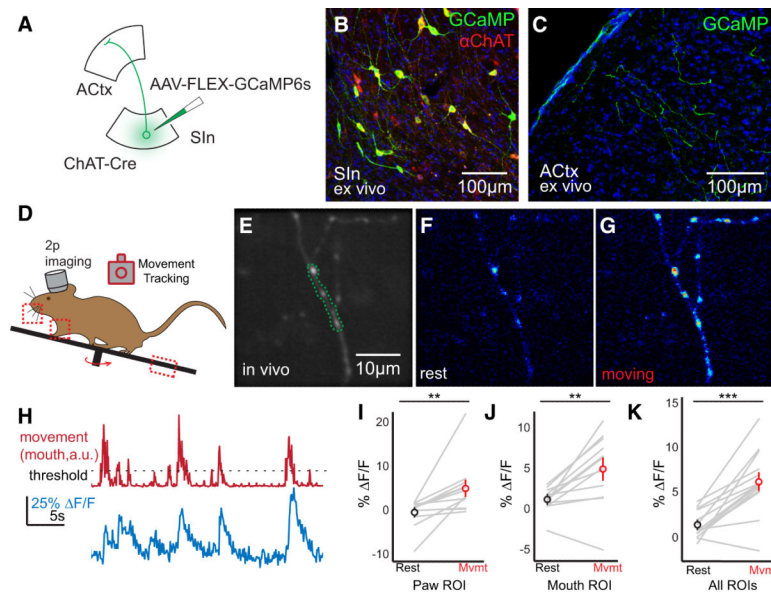 A
ACtx
AAV-FLEX-GCaMP6s
SIn
ChAT-Cre
B
GCaMP
αChAT
SIn
ex vivo
100µm
C
GCaMP
ACtx
ex vivo
100µm
D
2p
imaging
Movement
Tracking
E
in vivo
10µm
F
rest
G
moving
H
movement
(mouth,a.u.)
threshold
25% ΔF/F
5s
I
**
% ΔF/F
20
10
0
-10
Rest
Mvmt
Paw ROI
J
**
% ΔF/F
10
5
0
-5
Rest
Mvmt
Mouth ROI
K
***
% ΔF/F
15
10
5
0
Rest
Mvmt
All ROIs